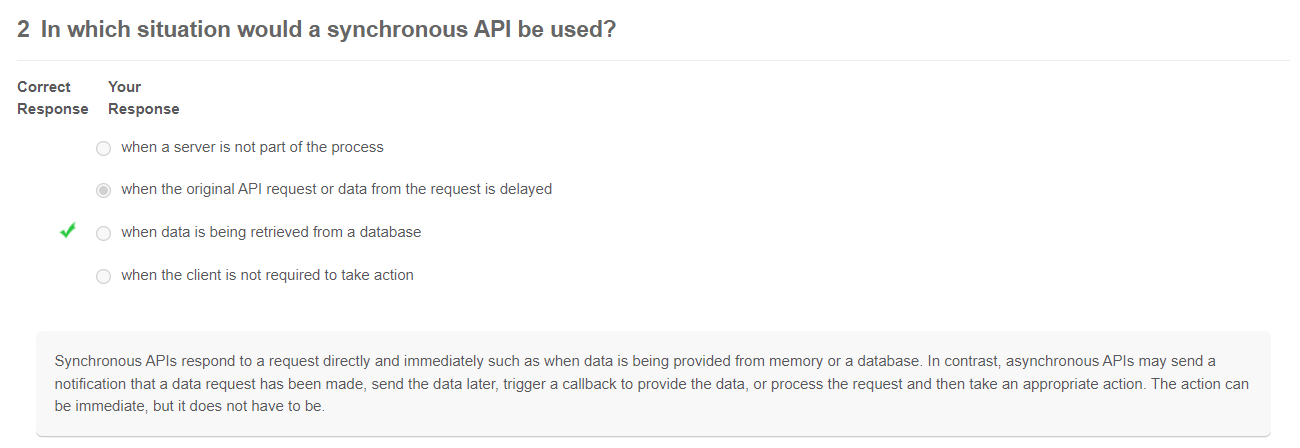 2 In which situation would a synchronous API be used?
Correct Response
Your Response
when a server is not part of the process
when the original API request or data from the request is delayed
when data is being retrieved from a database
when the client is not required to take action
Synchronous APIs respond to a request directly and immediately such as when data is being provided from memory or a database. In contrast, asynchronous APIs may send a
notification that a data request has been made, send the data later, trigger a callback to provide the data, or process the request and then take an appropriate action. The action can
be immediate, but it does not have to be.